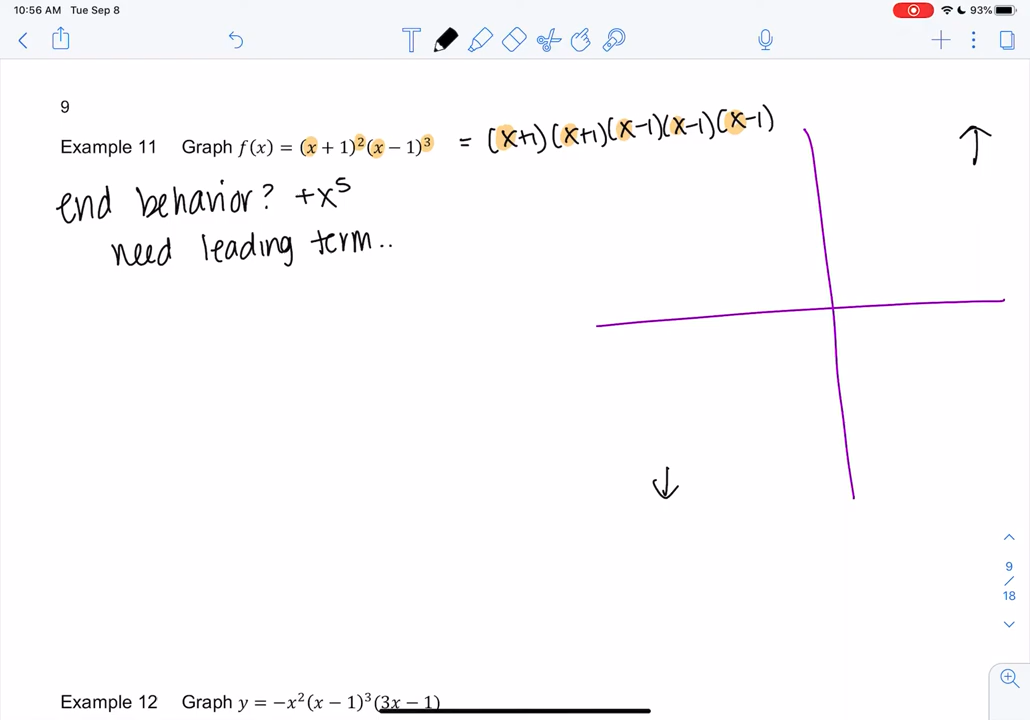 10:56 AM Tue Sep 8
93%
T
9
Example 11 Graph f(x) = (x + 1)²(x − 1)³ = (x+1)(x+1)(x-1)(x-1)(x-1)
end behavior? +x⁵
need leading term..
9
/
18
Example 12 Graph y = −x²(x − 1)³(3x − 1)